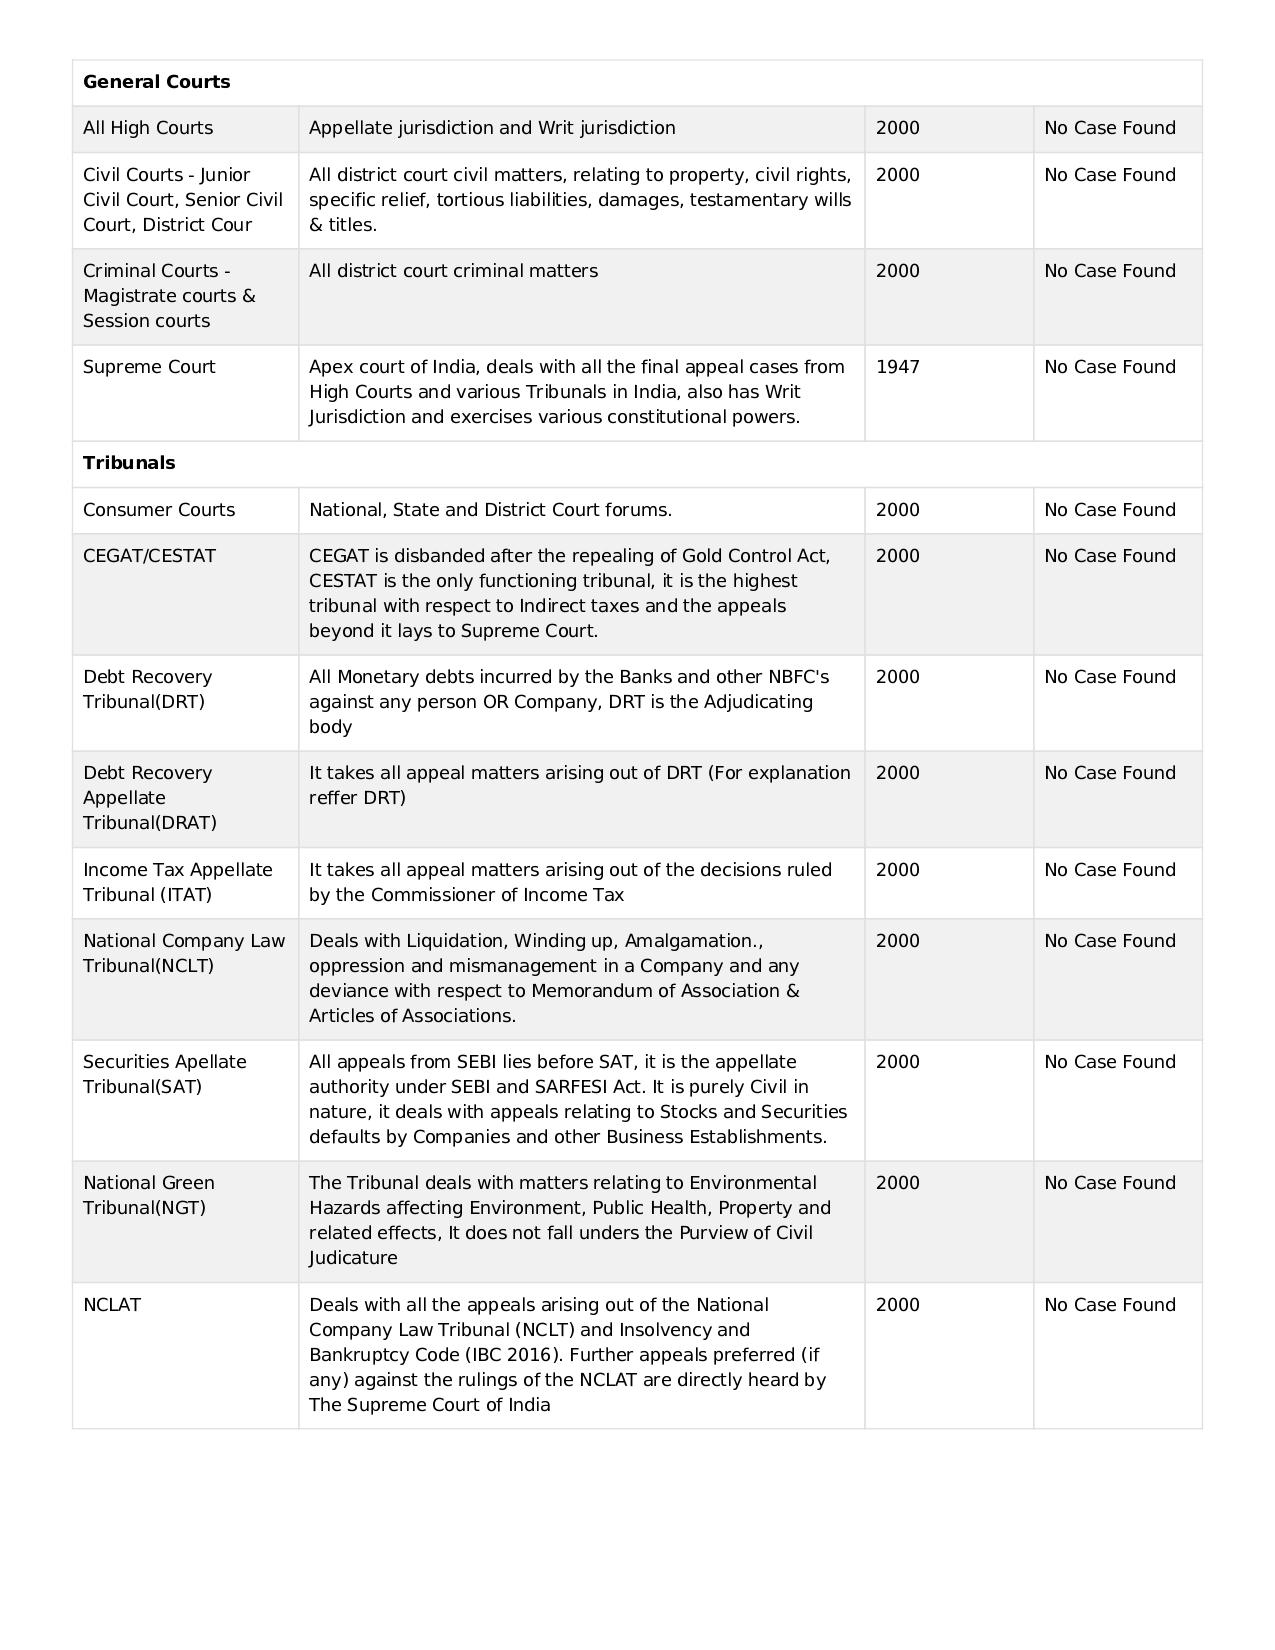 General Courts
All High Courts Appellate jurisdiction and Writ jurisdiction 2000 No Case Found
Civil Courts - Junior All district court civil matters, relating to property, civil rights, 2000 No Case Found
Civil Court, Senior Civil specific relief, tortious liabilities, damages, testamentary wills
Court, District Cour & titles.
Criminal Courts - All district court criminal matters 2000 No Case Found
Magistrate courts &
Session courts
Supreme Court Apex court of India, deals with all the final appeal cases from 1947 No Case Found
High Courts and various Tribunals in India, also has Writ
Jurisdiction and exercises various constitutional powers.
Tribunals
Consumer Courts National, State and District Court forums. 2000 No Case Found
CEGAT/CESTAT CEGAT is disbanded after the repealing of Gold Control Act, 2000 No Case Found
CESTAT is the only functioning tribunal, it is the highest
tribunal with respect to Indirect taxes and the appeals
beyond it lays to Supreme Court.
Debt Recovery All Monetary debts incurred by the Banks and other NBFC's 2000 No Case Found
Tribunal(DRT) against any person OR Company, DRT is the Adjudicating
body
Debt Recovery It takes all appeal matters arising out of DRT (For explanation 2000 No Case Found
Appellate reffer DRT)
Tribunal(DRAT)
Income Tax Appellate It takes all appeal matters arising out of the decisions ruled 2000 No Case Found
Tribunal (ITAT) by the Commissioner of Income Tax
National Company Law Deals with Liquidation, Winding up, Amalgamation., 2000 No Case Found
Tribunal(NCLT) oppression and mismanagement in a Company and any
deviance with respect to Memorandum of Association &
Articles of Associations.
Securities Apellate All appeals from SEBI lies before SAT, it is the appellate 2000 No Case Found
Tribunal(SAT) authority under SEBI and SARFESI Act. It is purely Civil in
nature, it deals with appeals relating to Stocks and Securities
defaults by Companies and other Business Establishments.
National Green The Tribunal deals with matters relating to Environmental 2000 No Case Found
Tribunal(NGT) Hazards affecting Environment, Public Health, Property and
related effects, It does not fall unders the Purview of Civil
Judicature
NCLAT Deals with all the appeals arising out of the National 2000 No Case Found
Company Law Tribunal (NCLT) and Insolvency and
Bankruptcy Code (IBC 2016). Further appeals preferred (if
any) against the rulings of the NCLAT are directly heard by
The Supreme Court of India